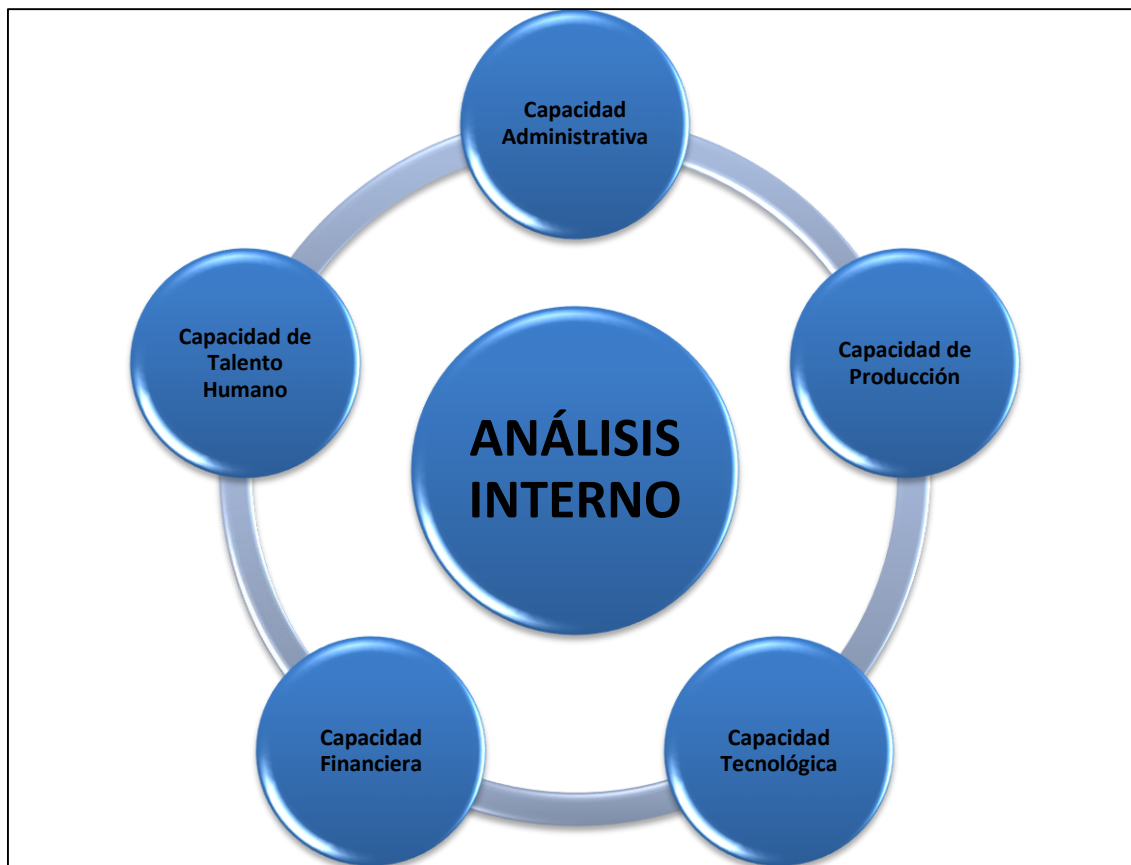 Capacidad
Administrativa
Capacidad de
Talento
Humano
Capacidad de
Producción
ANÁLISIS
INTERNO
Capacidad
Financiera
Capacidad
Tecnológica